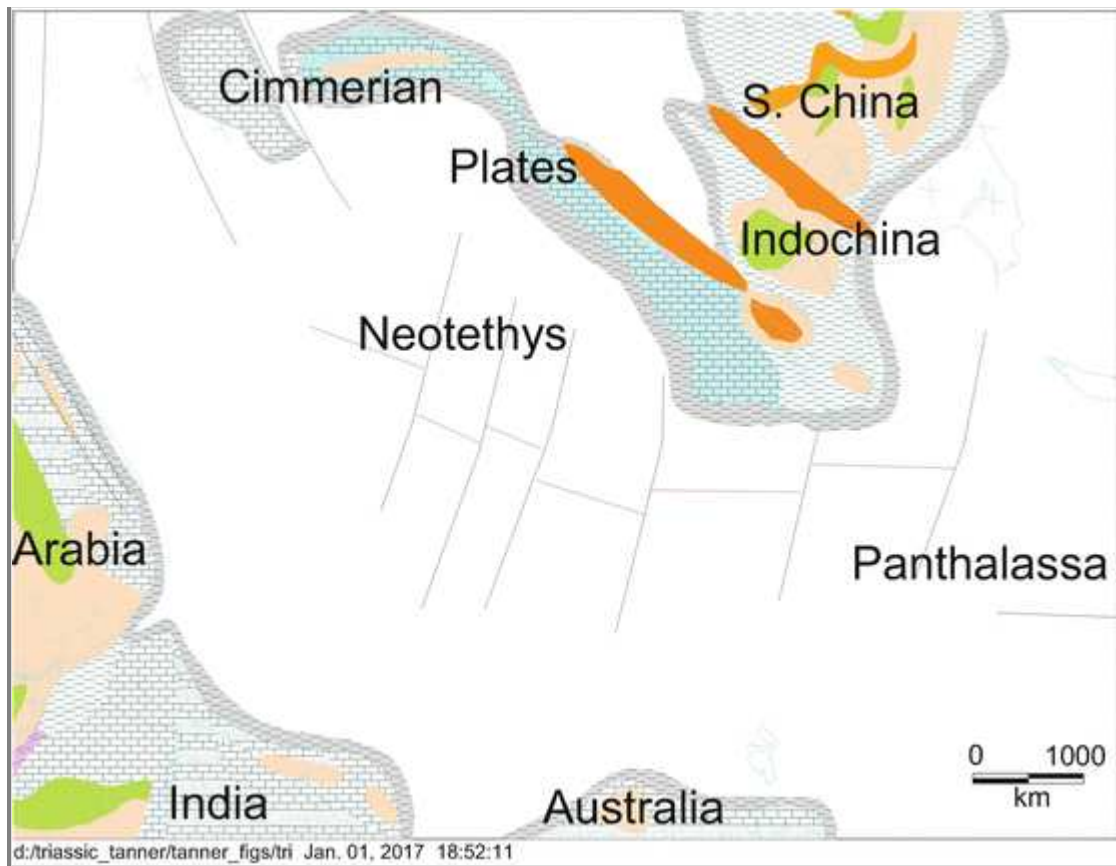 Cimmerian
S. China
Plates
Indochina
Neotethys
Arabia
Panthalassa
0 1000
km
India
Australia
d:/triassic_tanner/tanner_figs/tri Jan. 01, 2017 18:52:11